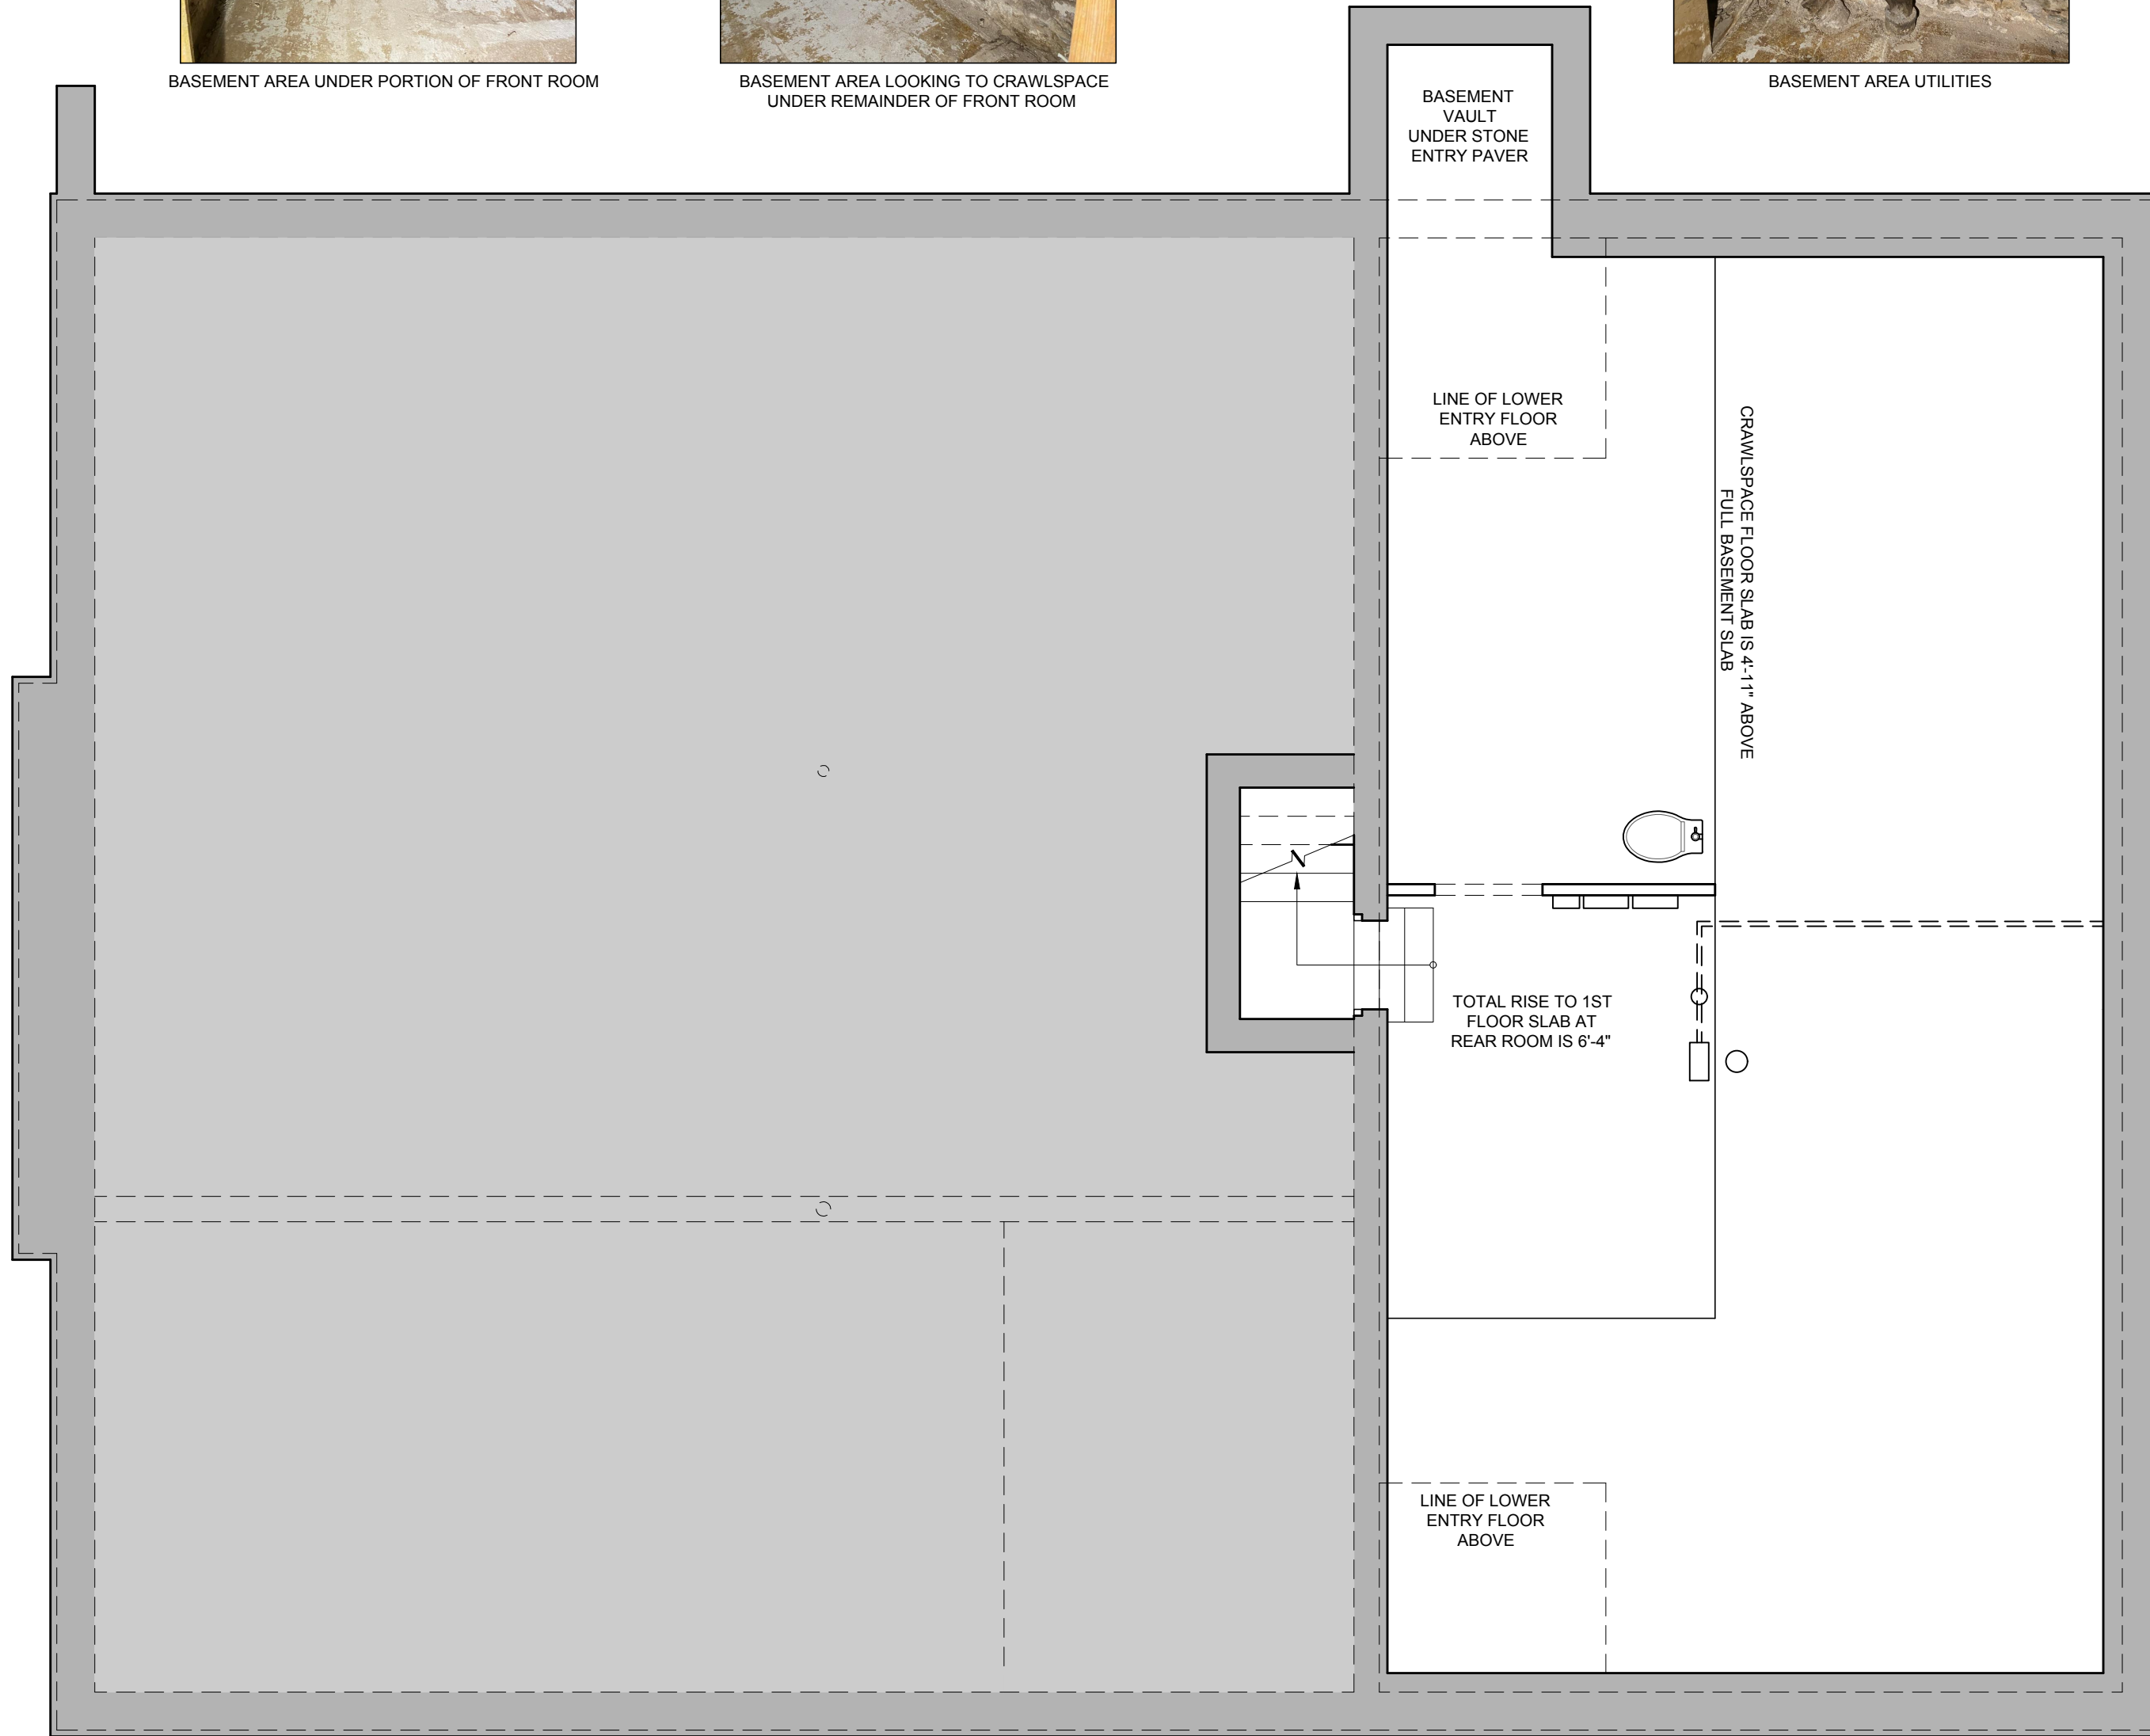 BASEMENT AREA UNDER PORTION OF FRONT ROOM
BASEMENT AREA LOOKING TO CRAWLSPACE
UNDER REMAINDER OF FRONT ROOM
BASEMENT AREA UTILITIES
BASEMENT
VAULT
UNDER STONE
ENTRY PAVER
LINE OF LOWER
ENTRY FLOOR
ABOVE
CRAWLSPACE FLOOR SLAB IS 4'-11" ABOVE
FULL BASEMENT SLAB
TOTAL RISE TO 1ST
FLOOR SLAB AT
REAR ROOM IS 6'-4"
LINE OF LOWER
ENTRY FLOOR
ABOVE